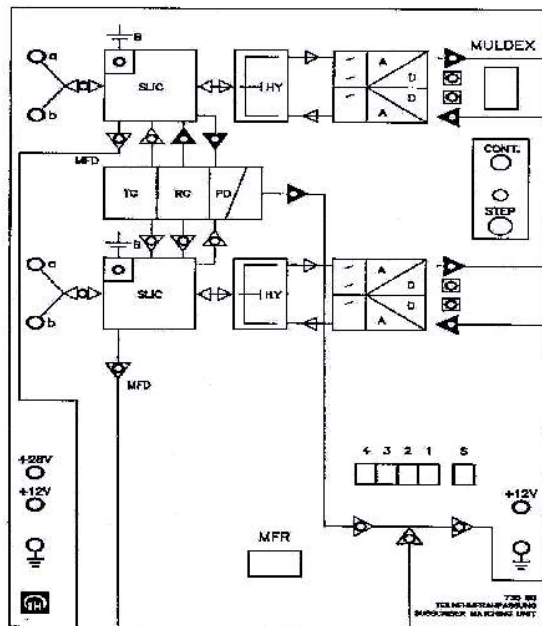 B
a
SLIC
HY
A
D
D
A
MULDEX
b
MFD
CONT.
TG
RG
PD
STEP
B
a
SLIC
HY
A
D
D
A
b
MFD
4 3 2 1 S
+28V
+12V
+12V
MFR
TEILNEHMERANPASSUNG
SUBSCRIBER MATCHING UNIT